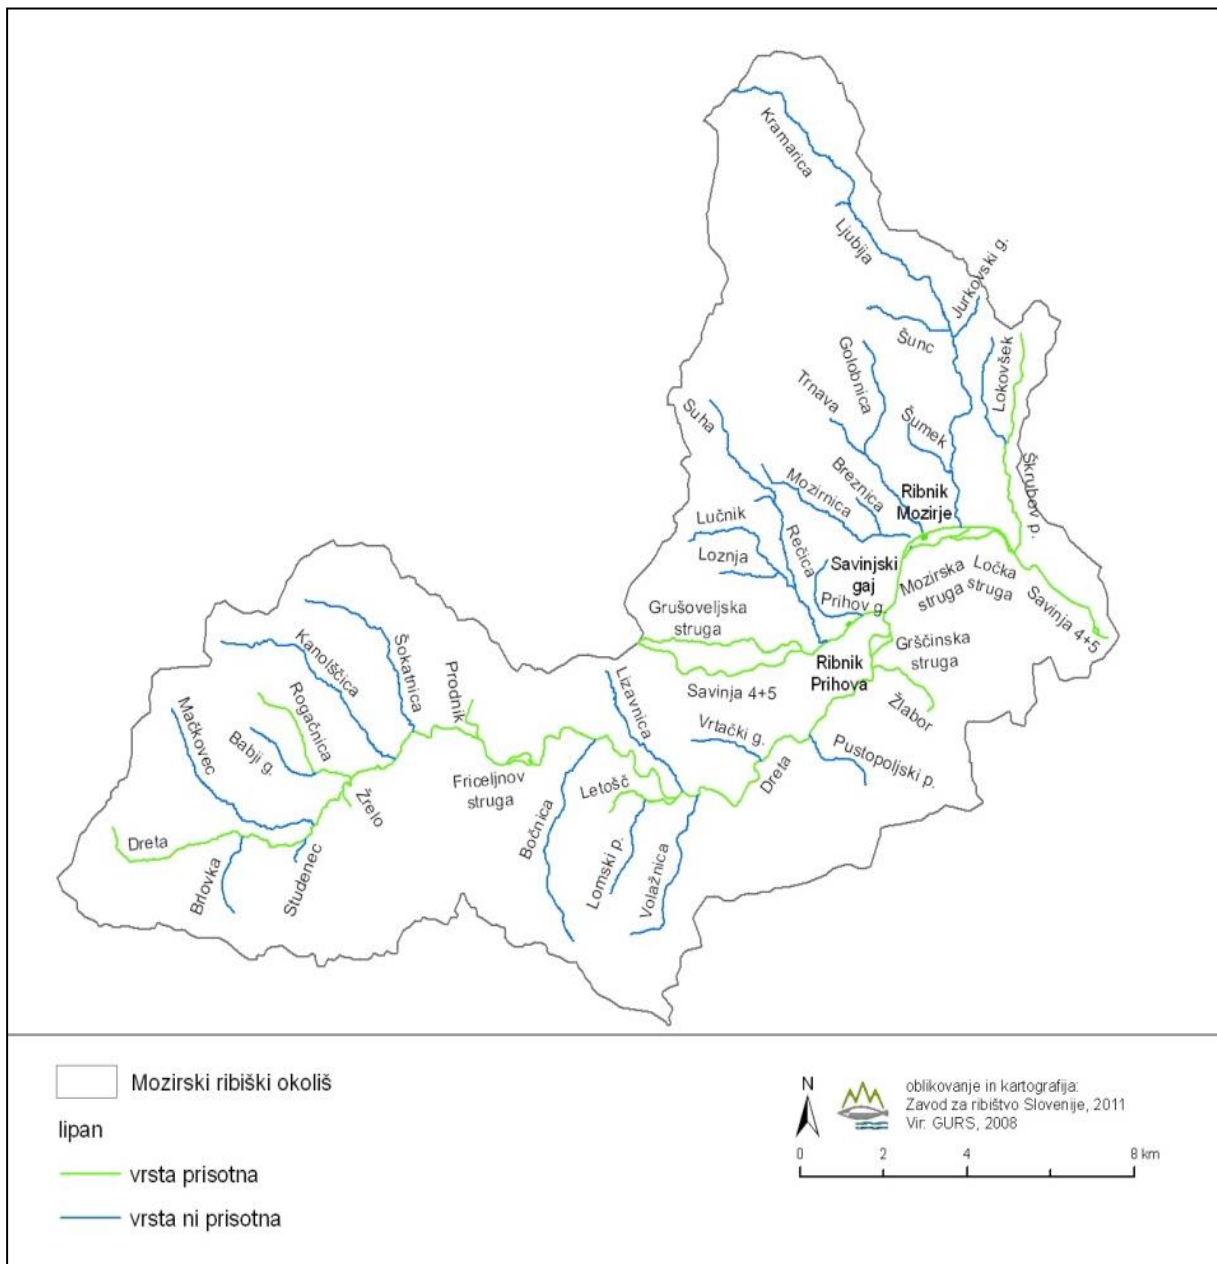 Kramarica
Ljubija
Jurkovski g.
Šunc
Golobnica
Lokovšek
Trnava
Suha
Šumek
Breznica
Škrubov p.
Mozirnica
Ribnik
Mozirje
Lučnik
Rečica
Loznja
Savinjski
gaj
Mozirska
struga
Ločka
struga
Prihov g.
Savinja 4+5
Grušoveljska
struga
Grščinska
struga
Ribnik
Prihova
Savinja 4+5
Žlabor
Lizavnica
Vrtački g.
Pustopoljski p.
Dreta
Šokatnica
Kanolščica
Prodnik
Rogačnica
Mačkovec
Babji g.
Žrelo
Friceljnov
struga
Letošč
Bočnica
Lomski p.
Volažnica
Dreta
Brlovka
Studenec
Mozirski ribiški okoliš
lipan
vrsta prisotna
vrsta ni prisotna
N
oblikovanje in kartografija:
Zavod za ribištvo Slovenije, 2011
Vir: GURS, 2008
0 2 4 8 km